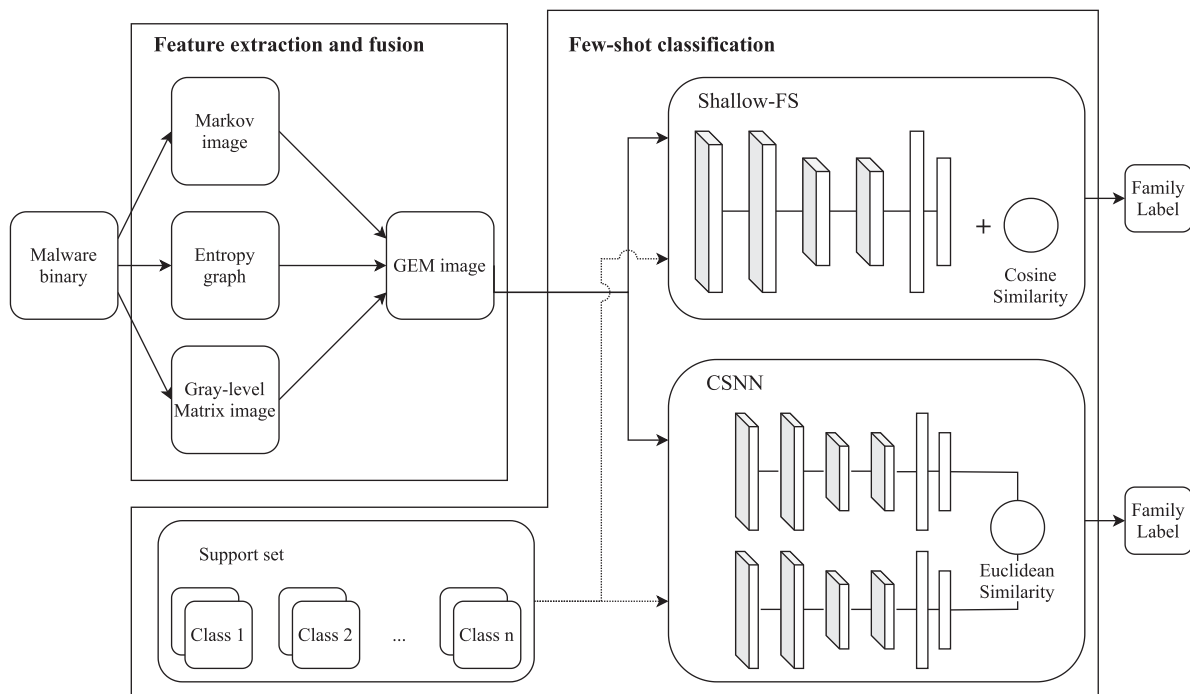 Feature extraction and fusion
Markov
image
Malware
binary
Entropy
graph
GEM image
Gray-level
Matrix image
Few-shot classification
Shallow-FS
+
Cosine
Similarity
Family
Label
CSNN
Euclidean
Similarity
Family
Label
Support set
Class 1
Class 2
...
Class n